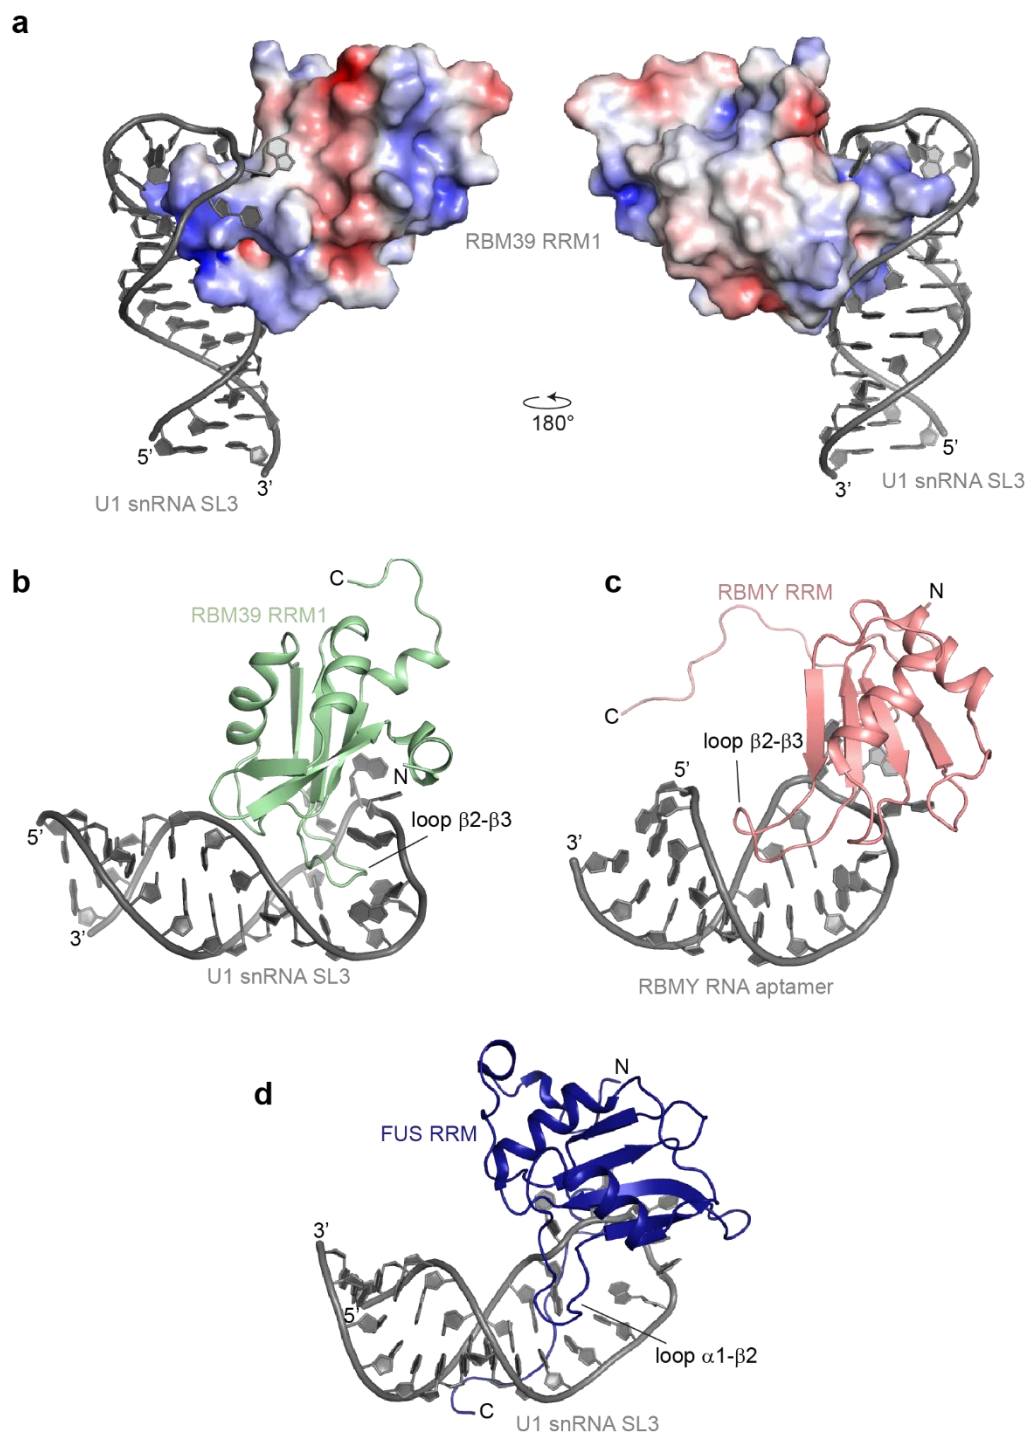 a
RBM39 RRM1
180°
5’
3’
U1 snRNA SL3
5’
3’
U1 snRNA SL3
b
C
RBM39 RRM1
N
loop β2-β3
5’
3’
U1 snRNA SL3
c
RBMY RRM
N
C
loop β2-β3
5’
3’
RBMY RNA aptamer
d
N
FUS RRM
3’
5’
loop α1-β2
C
U1 snRNA SL3